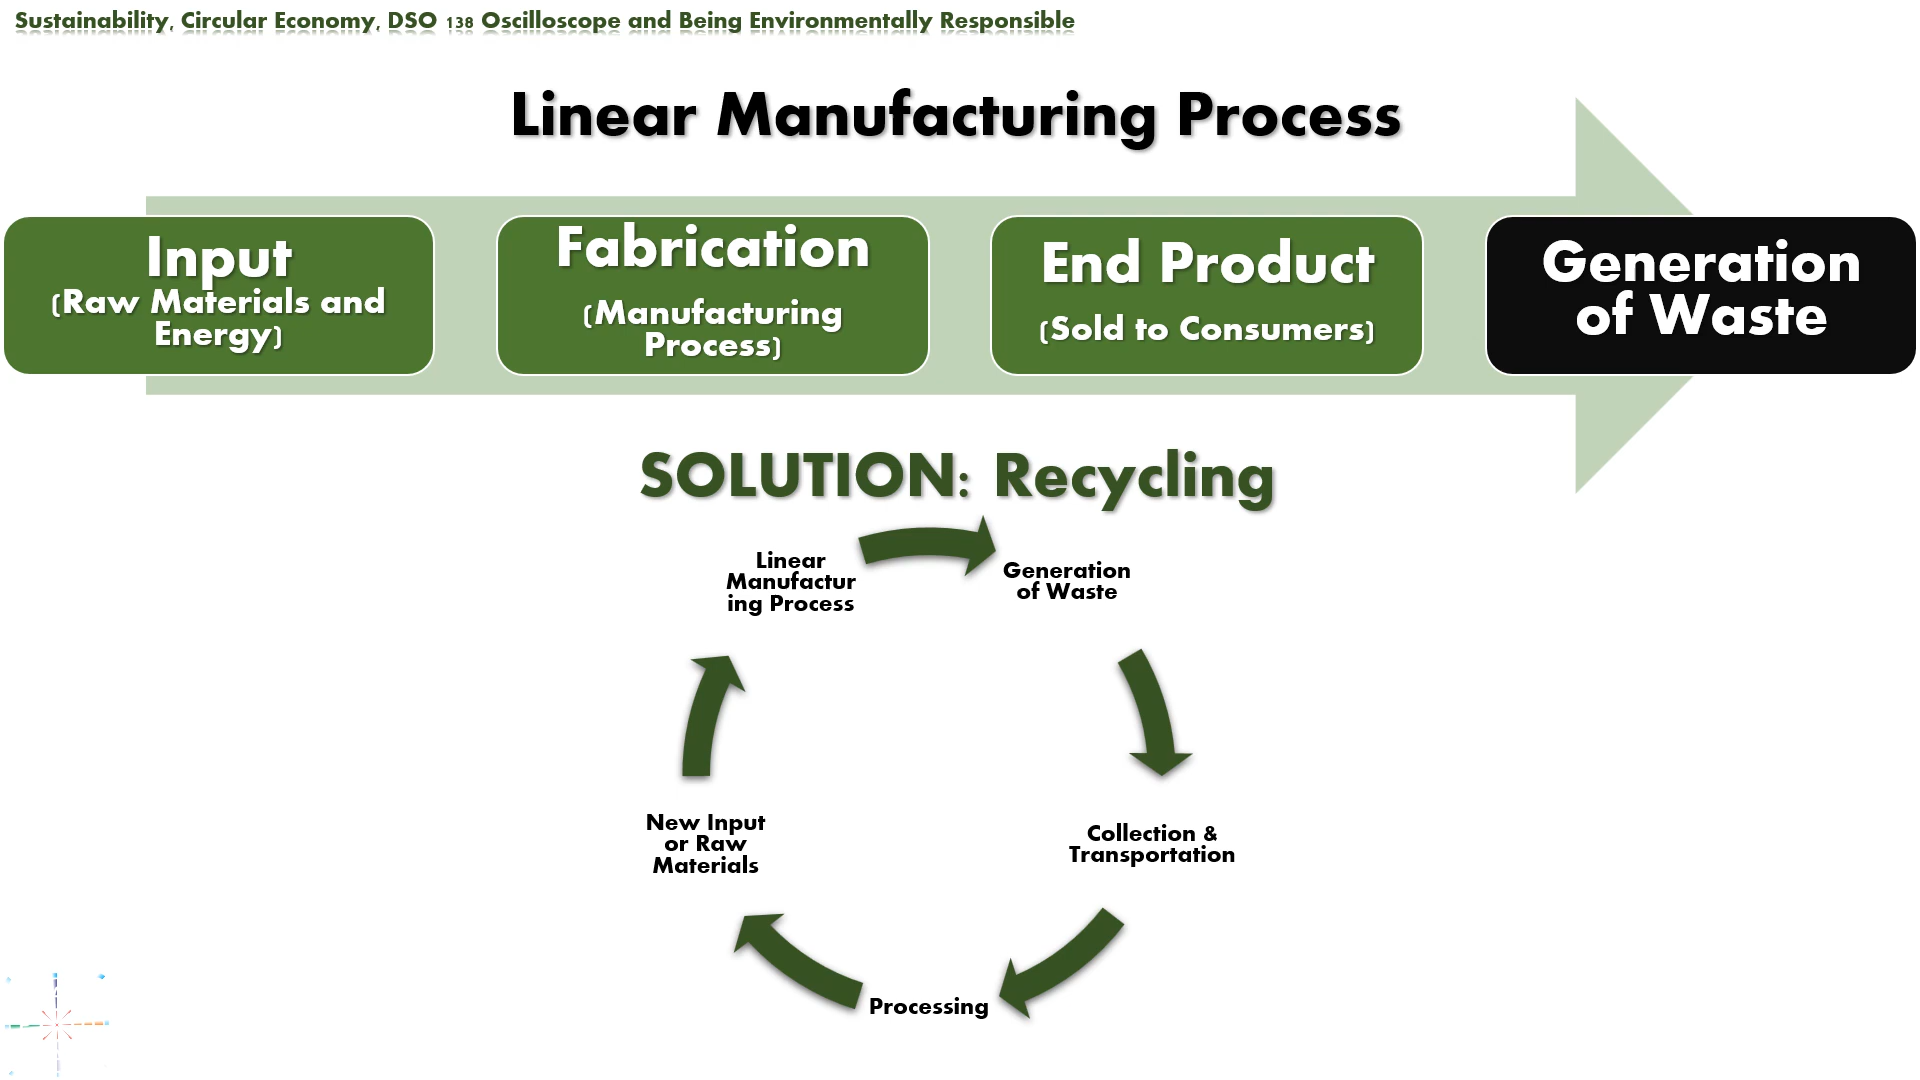 Sustainability, Circular Economy, DSO 138 Oscilloscope and Being Environmentally Responsible
Linear Manufacturing Process
Input
(Raw Materials and
Energy)
Fabrication
(Manufacturing
Process)
End Product
(Sold to Consumers)
Generation
of Waste
SOLUTION: Recycling
Linear
Manufactur
ing Process
Generation
of Waste
Collection &
Transportation
Processing
New Input
or Raw
Materials